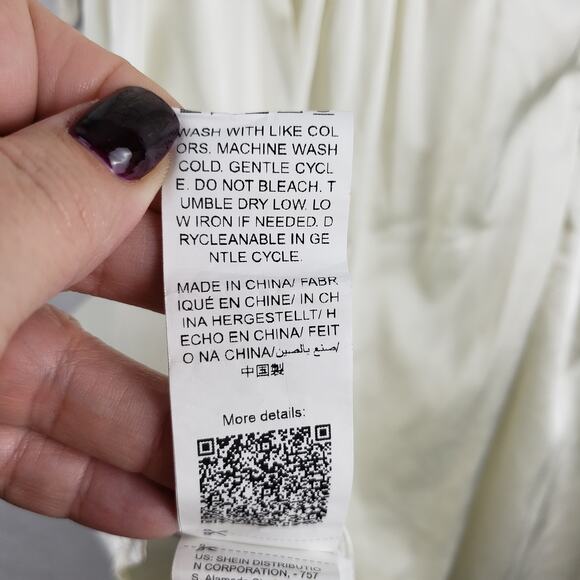 WASH WITH LIKE COL
ORS. MACHINE WASH
COLD. GENTLE CYCL
E. DO NOT BLEACH. T
UMBLE DRY LOW. LO
W IRON IF NEEDED. D
RYCLEANABLE IN GE
NTLE CYCLE.
MADE IN CHINA/ FABR
IQUÉ EN CHINE/ IN CH
INA HERGESTELLT/ H
ECHO EN CHINA/ FEIT
O NA CHINA/صنع بالصين/
中国製
More details:
US: SHEIN DISTRIBUTIO
N CORPORATION, - 757
S. Alameda